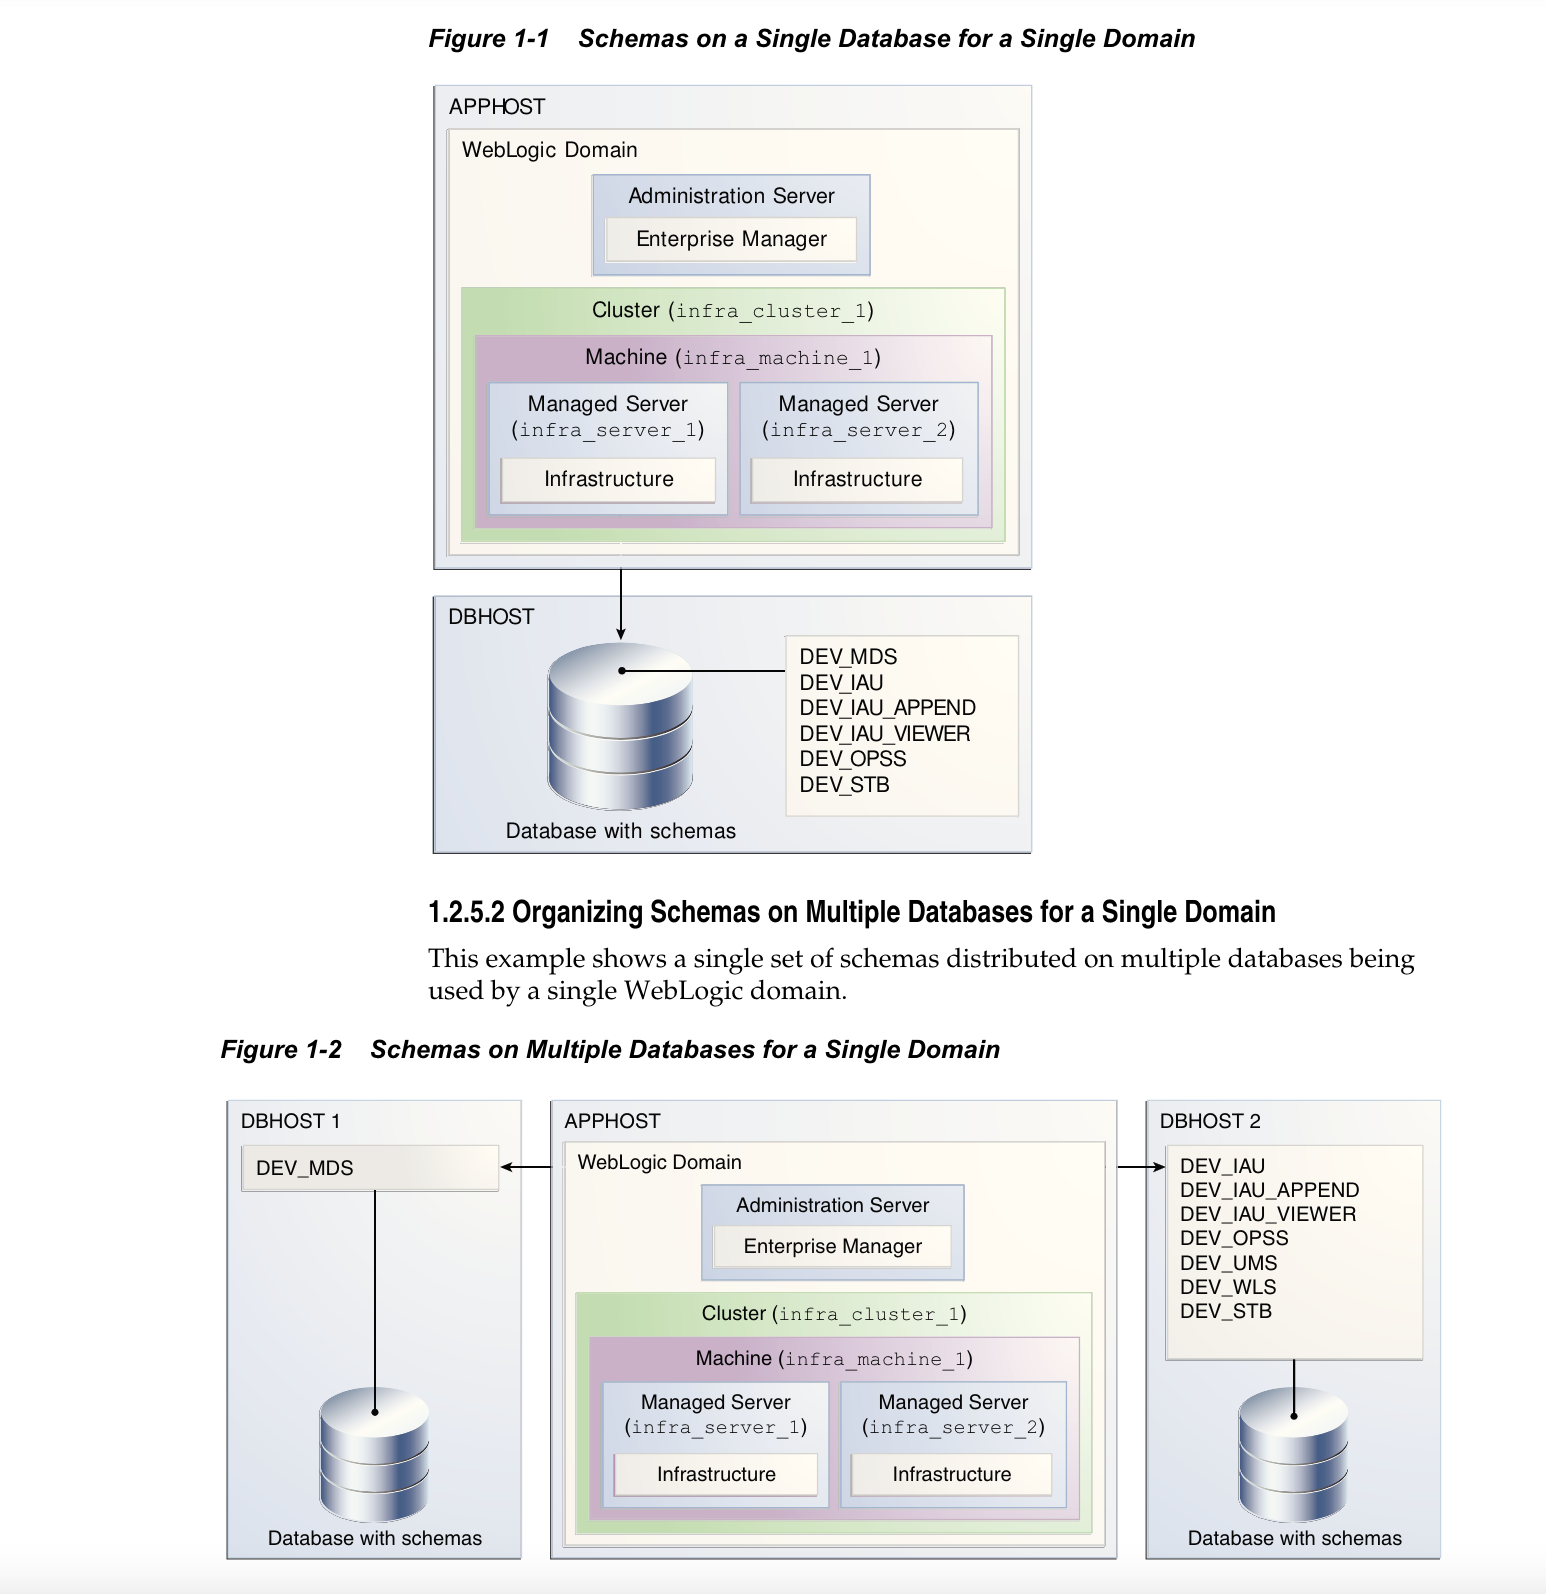 Figure 1-1 Schemas on a Single Database for a Single Domain
APPHOST
WebLogic Domain
Administration Server
Enterprise Manager
Cluster (infra_cluster_1)
Machine (infra_machine_1)
Managed Server
(infra_server_1)
Infrastructure
Managed Server
(infra_server_2)
Infrastructure
DBHOST
DEV_MDS
DEV_IAU
DEV_IAU_APPEND
DEV_IAU_VIEWER
DEV_OPSS
DEV_STB
Database with schemas
1.2.5.2 Organizing Schemas on Multiple Databases for a Single Domain
This example shows a single set of schemas distributed on multiple databases being
used by a single WebLogic domain.
Figure 1-2 Schemas on Multiple Databases for a Single Domain
DBHOST 1
DEV_MDS
Database with schemas
APPHOST
WebLogic Domain
Administration Server
Enterprise Manager
Cluster (infra_cluster_1)
Machine (infra_machine_1)
Managed Server
(infra_server_1)
Infrastructure
Managed Server
(infra_server_2)
Infrastructure
DBHOST 2
DEV_IAU
DEV_IAU_APPEND
DEV_IAU_VIEWER
DEV_OPSS
DEV_UMS
DEV_WLS
DEV_STB
Database with schemas